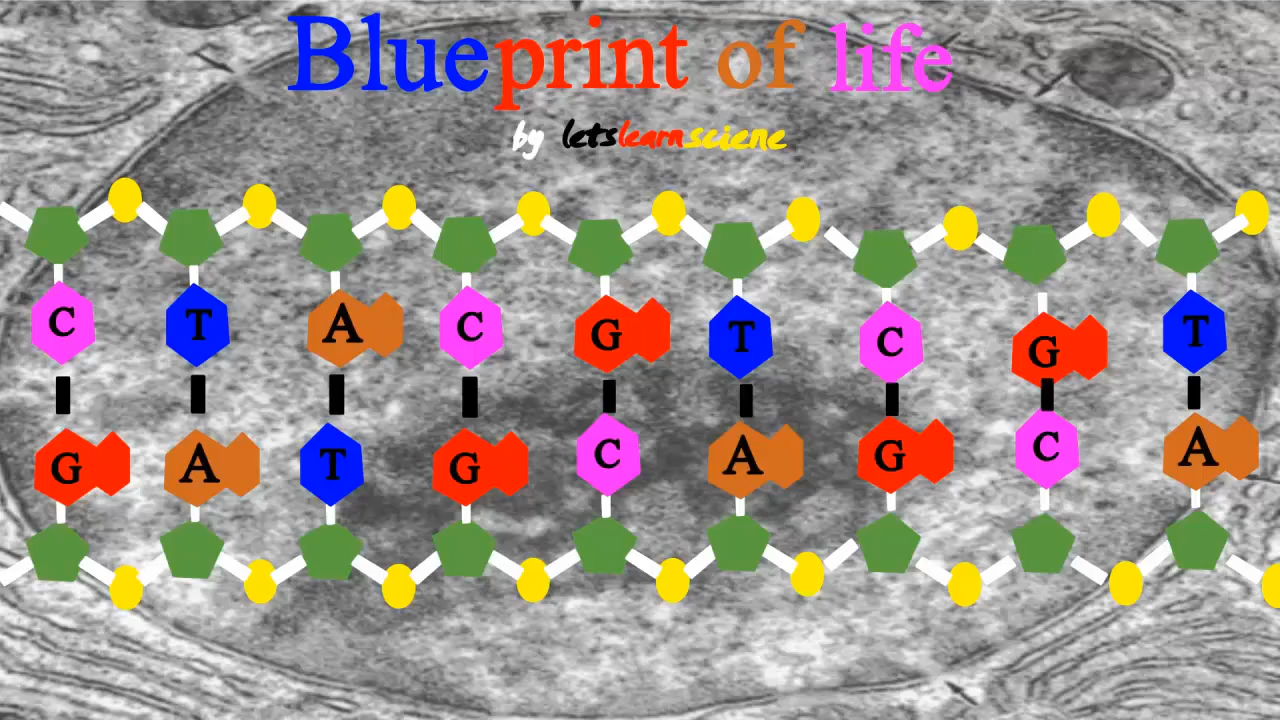 Blueprint of life
by letslearnsciene
C T A C G T C G T
G A T G C A G C A